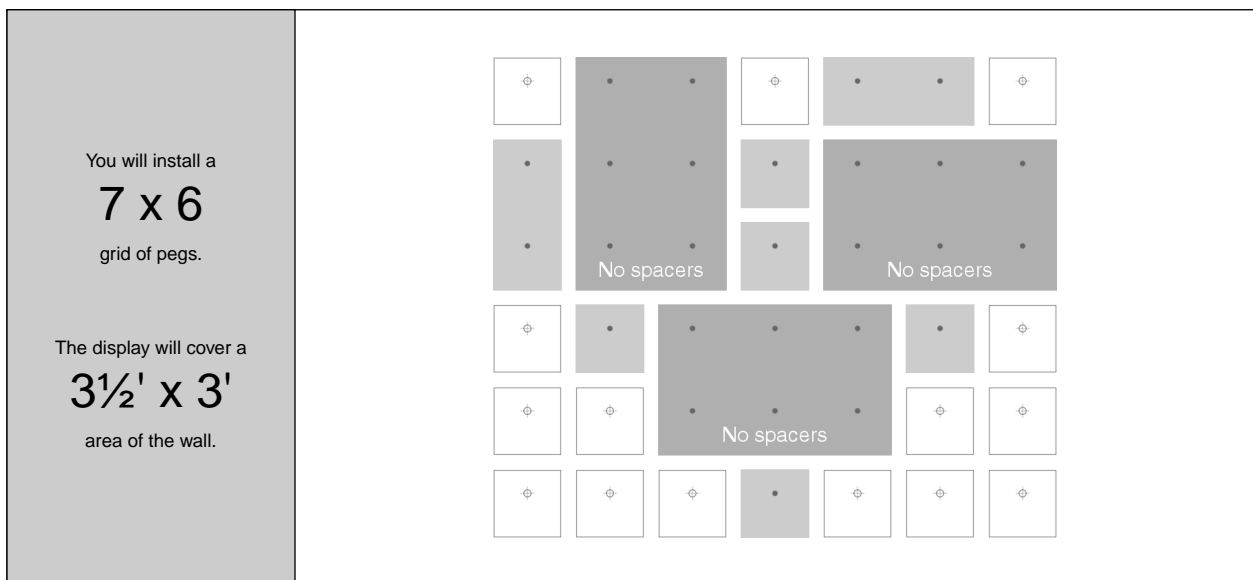 You will install a
7 x 6
grid of pegs.
The display will cover a
3½' x 3'
area of the wall.
No spacers
No spacers
No spacers